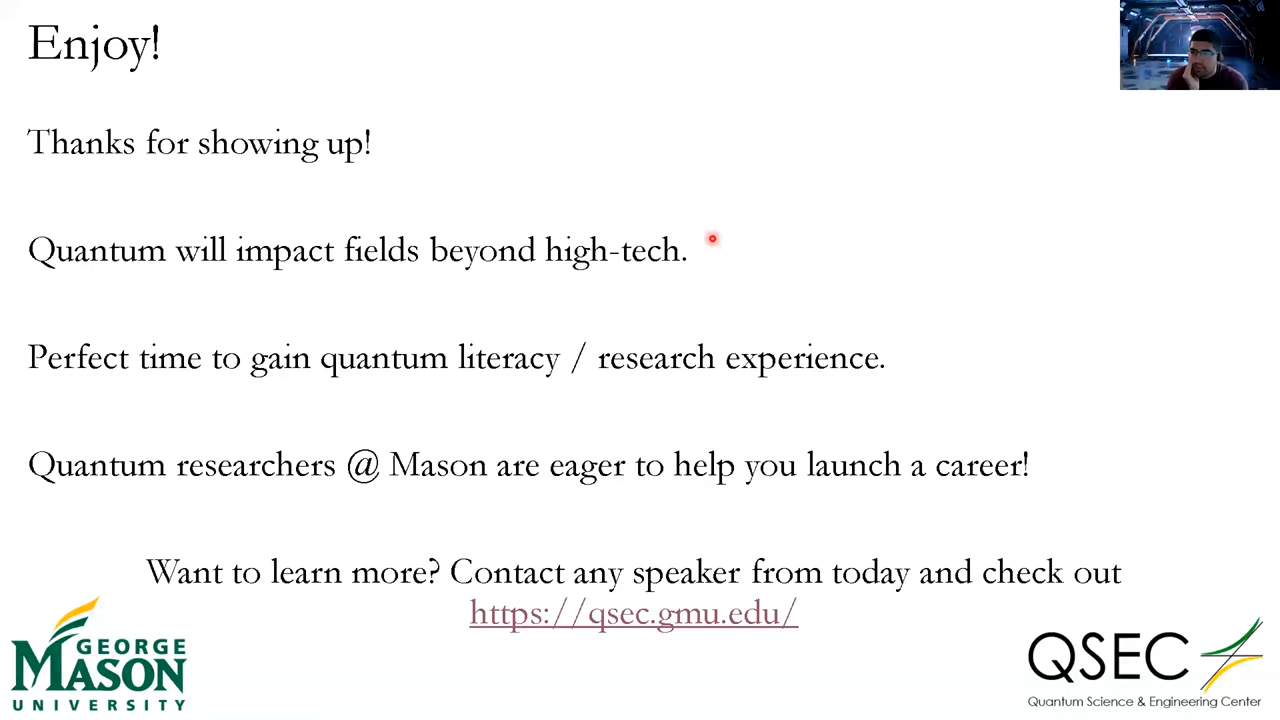 Enjoy!
Thanks for showing up!
Quantum will impact fields beyond high-tech.
Perfect time to gain quantum literacy / research experience.
Quantum researchers @ Mason are eager to help you launch a career!
Want to learn more? Contact any speaker from today and check out
https://qsec.gmu.edu/
GEORGE
MASON
UNIVERSITY
QSEC
Quantum Science & Engineering Center